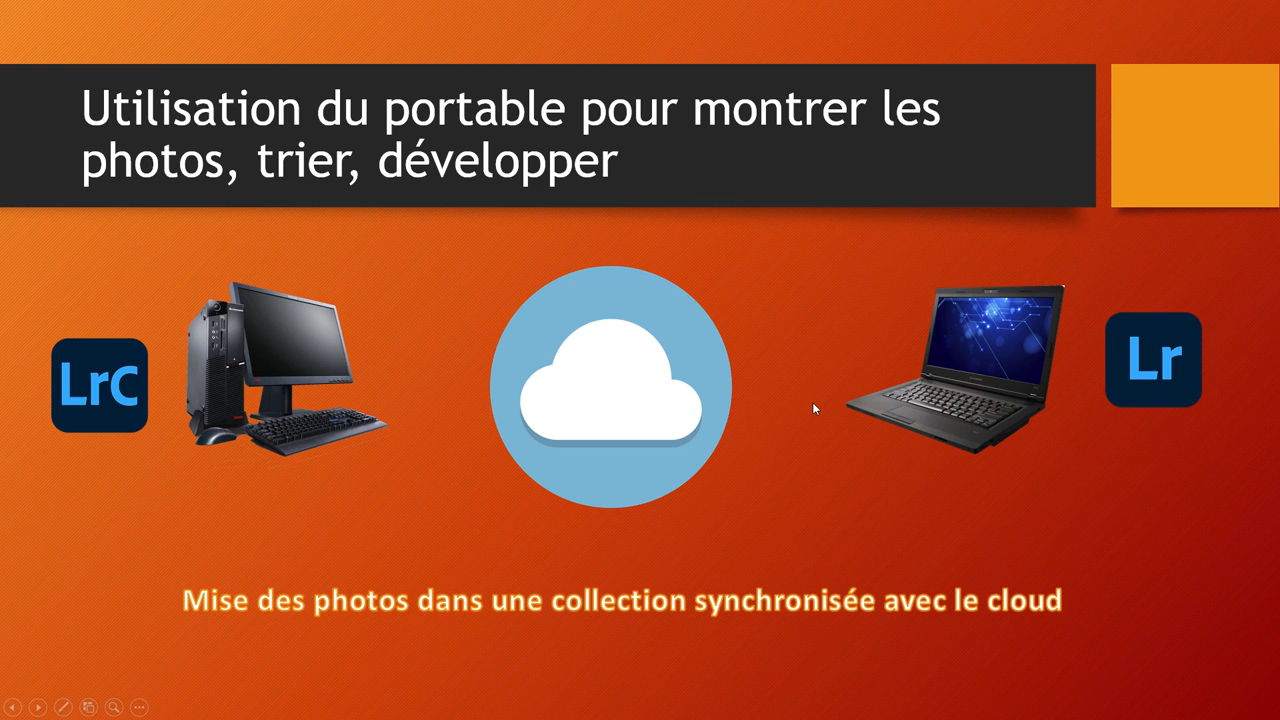 Utilisation du portable pour montrer les
photos, trier, développer
LrC
Lr
Mise des photos dans une collection synchronisée avec le cloud